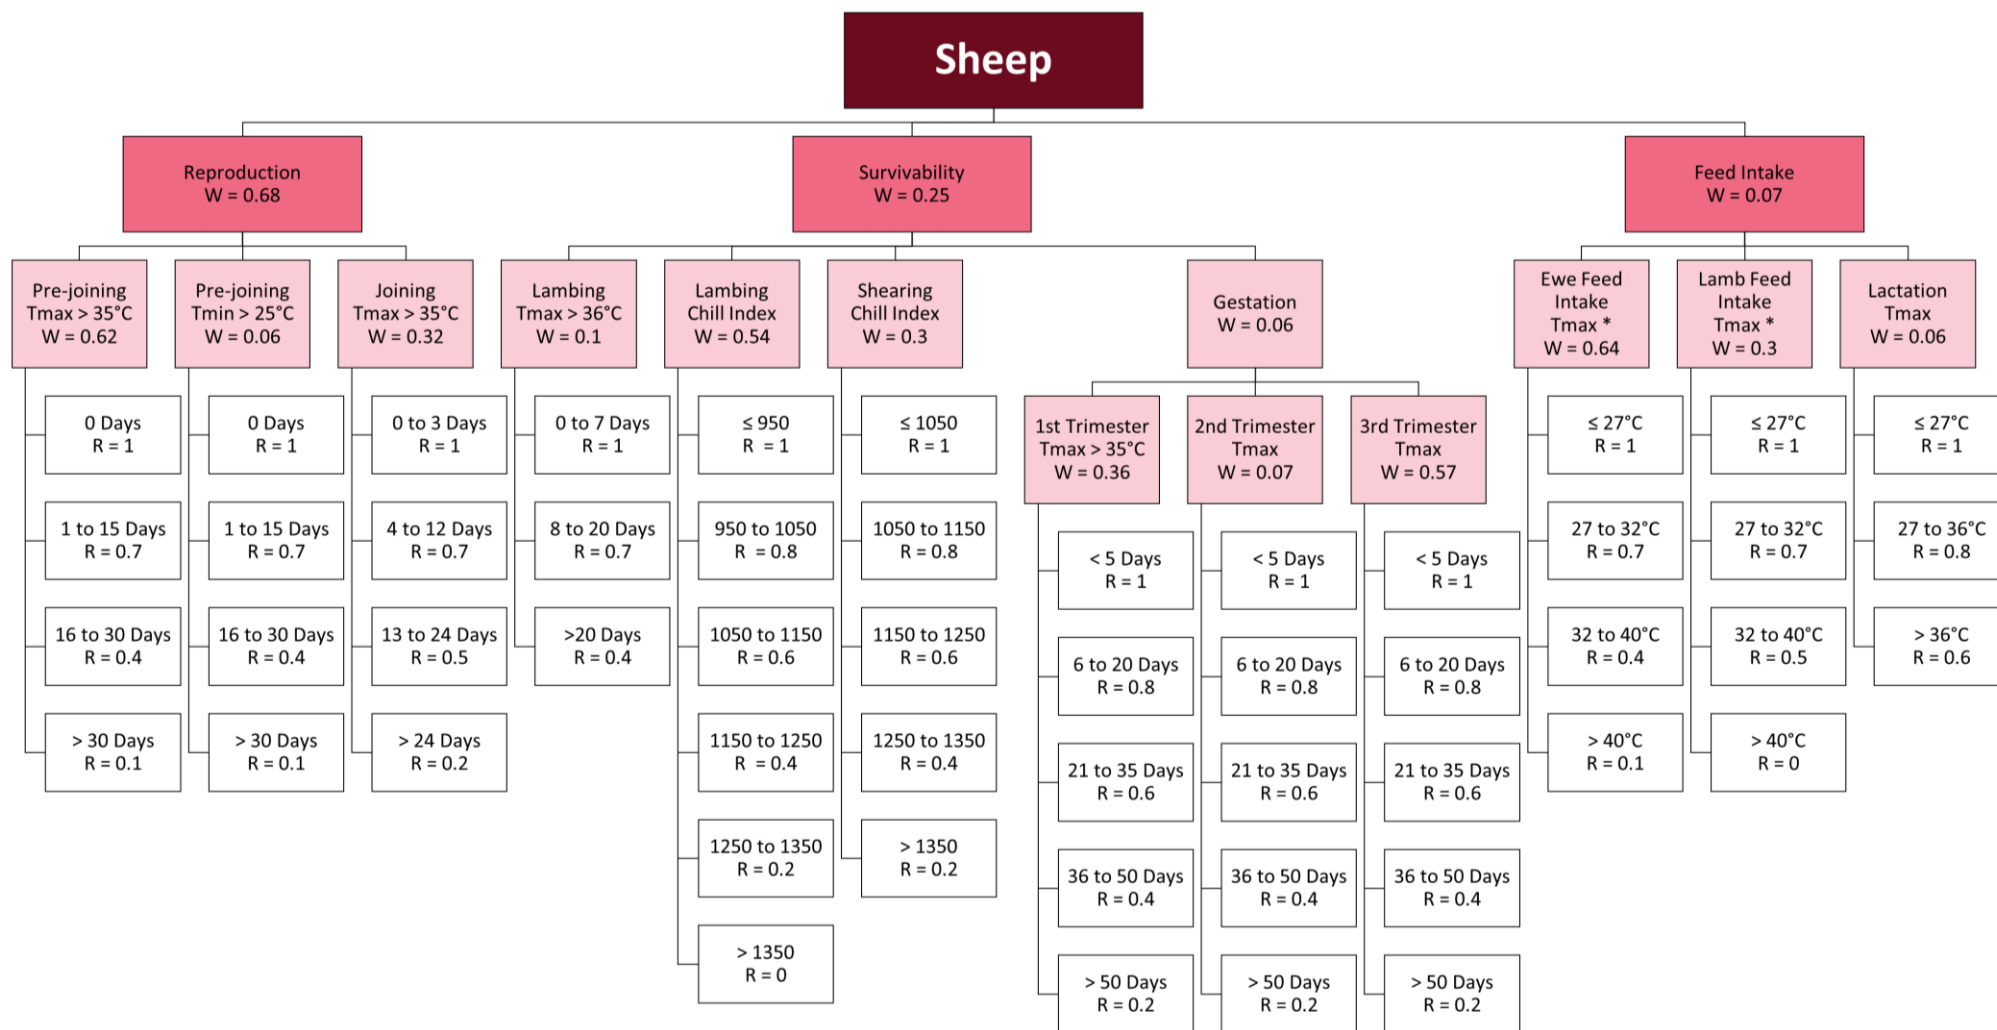 Sheep
Reproduction
W = 0.68
Survivability
W = 0.25
Feed Intake
W = 0.07
Pre-joining
Tmax > 35°C
W = 0.62
0 Days
R = 1
1 to 15 Days
R = 0.7
16 to 30 Days
R = 0.4
> 30 Days
R = 0.1
Pre-joining
Tmin > 25°C
W = 0.06
0 Days
R = 1
1 to 15 Days
R = 0.7
16 to 30 Days
R = 0.4
> 30 Days
R = 0.1
Joining
Tmax > 35°C
W = 0.32
0 to 3 Days
R = 1
4 to 12 Days
R = 0.7
13 to 24 Days
R = 0.5
> 24 Days
R = 0.2
Lambing
Tmax > 36°C
W = 0.1
0 to 7 Days
R = 1
8 to 20 Days
R = 0.7
>20 Days
R = 0.4
Lambing
Chill Index
W = 0.54
≤ 950
R = 1
950 to 1050
R = 0.8
1050 to 1150
R = 0.6
1150 to 1250
R = 0.4
1250 to 1350
R = 0.2
> 1350
R = 0
Shearing
Chill Index
W = 0.3
≤ 1050
R = 1
1050 to 1150
R = 0.8
1150 to 1250
R = 0.6
1250 to 1350
R = 0.4
> 1350
R = 0.2
Gestation
W = 0.06
1st Trimester
Tmax > 35°C
W = 0.36
< 5 Days
R = 1
6 to 20 Days
R = 0.8
21 to 35 Days
R = 0.6
36 to 50 Days
R = 0.4
> 50 Days
R = 0.2
2nd Trimester
Tmax
W = 0.07
< 5 Days
R = 1
6 to 20 Days
R = 0.8
21 to 35 Days
R = 0.6
36 to 50 Days
R = 0.4
> 50 Days
R = 0.2
3rd Trimester
Tmax
W = 0.57
< 5 Days
R = 1
6 to 20 Days
R = 0.8
21 to 35 Days
R = 0.6
36 to 50 Days
R = 0.4
> 50 Days
R = 0.2
Ewe Feed
Intake
Tmax *
W = 0.64
≤ 27°C
R = 1
27 to 32°C
R = 0.7
32 to 40°C
R = 0.4
> 40°C
R = 0.1
Lamb Feed
Intake
Tmax *
W = 0.3
≤ 27°C
R = 1
27 to 32°C
R = 0.7
32 to 40°C
R = 0.5
> 40°C
R = 0
Lactation
Tmax
W = 0.06
≤ 27°C
R = 1
27 to 36°C
R = 0.8
> 36°C
R = 0.6